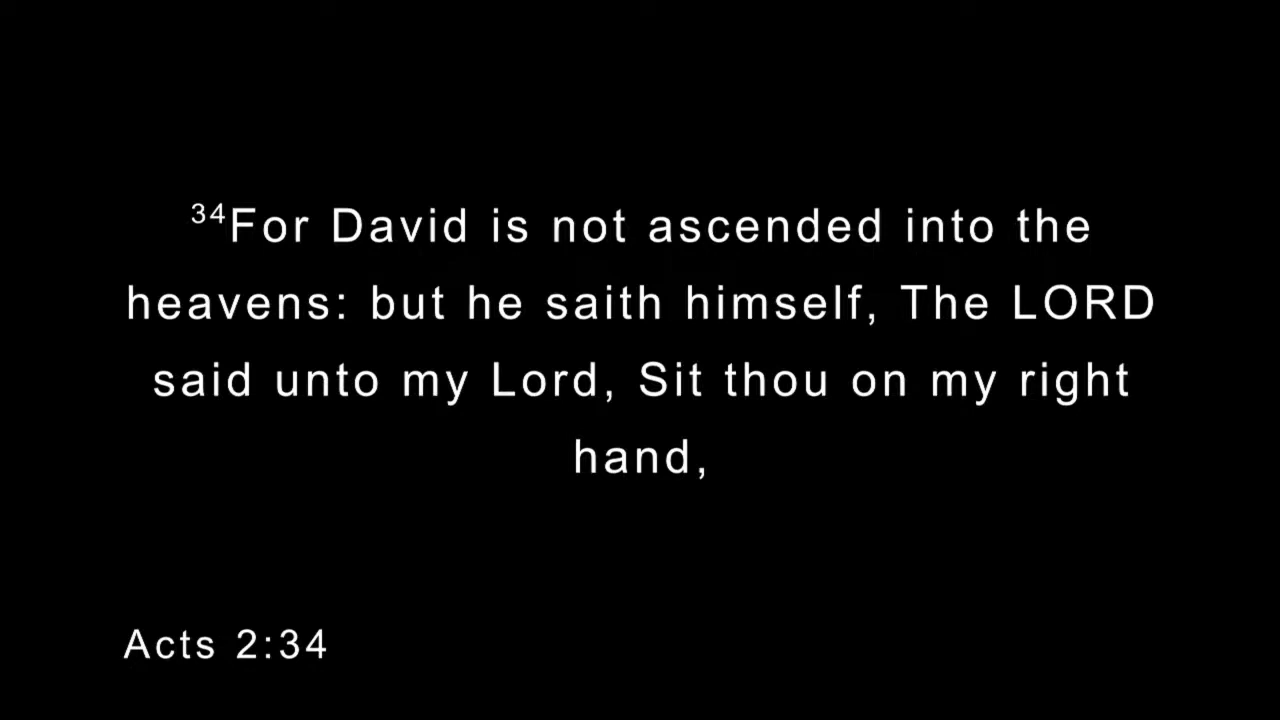 34For David is not ascended into the
heavens: but he saith himself, The LORD
said unto my Lord, Sit thou on my right
hand,
Acts 2:34